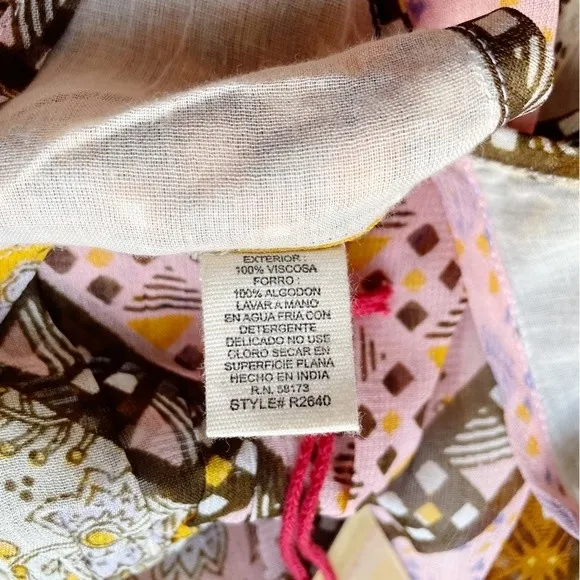 EXTERIOR:
100% VISCOSA
FORRO:
100% ALGODON
LAVAR A MANO
EN AGUA FRIA CON
DETERGENTE
DELICADO NO USE
CLORO SECAR EN
SUPERFICIE PLANA
HECHO EN INDIA
R.N. 58173
STYLE# R2640